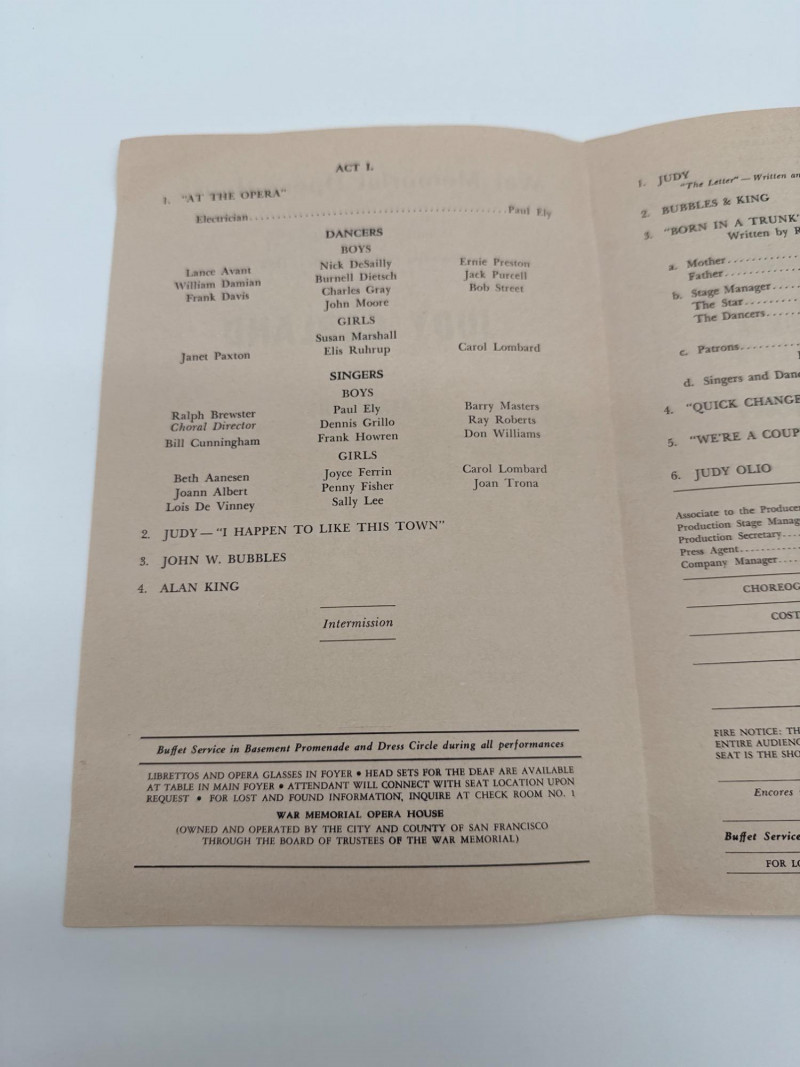 ACT I.
1. "AT THE OPERA"
Electrician..........Paul Ely
DANCERS
BOYS
Lance Avant Nick DeSailly Ernie Preston
William Damian Burnell Dietsch Jack Purcell
Frank Davis Charles Gray Bob Street
John Moore
GIRLS
Susan Marshall
Janet Paxton Elis Ruhrup Carol Lombard
SINGERS
BOYS
Ralph Brewster Paul Ely Barry Masters
Choral Director Dennis Grillo Ray Roberts
Bill Cunningham Frank Howren Don Williams
GIRLS
Beth Aanesen Joyce Ferrin Carol Lombard
Joann Albert Penny Fisher Joan Trona
Lois De Vinney Sally Lee
2. JUDY — "I HAPPEN TO LIKE THIS TOWN"
3. JOHN W. BUBBLES
4. ALAN KING
Intermission
Buffet Service in Basement Promenade and Dress Circle during all performances
LIBRETTOS AND OPERA GLASSES IN FOYER • HEAD SETS FOR THE DEAF ARE AVAILABLE
AT TABLE IN MAIN FOYER • ATTENDANT WILL CONNECT WITH SEAT LOCATION UPON
REQUEST • FOR LOST AND FOUND INFORMATION, INQUIRE AT CHECK ROOM NO. 1
WAR MEMORIAL OPERA HOUSE
(OWNED AND OPERATED BY THE CITY AND COUNTY OF SAN FRANCISCO
THROUGH THE BOARD OF TRUSTEES OF THE WAR MEMORIAL)
1. JUDY
"The Letter" — Written an
2. BUBBLES & KING
3. "BORN IN A TRUNK"
Written by R
a. Mother..........
Father..........
b. Stage Manager..........
The Star..........
The Dancers..........
c. Patrons..........
d. Singers and Danc
4. "QUICK CHANGE
5. "WE'RE A COUP
6. JUDY OLIO
Associate to the Producer
Production Stage Manag
Production Secretary....
Press Agent..........
Company Manager....
CHOREOG
COST
FIRE NOTICE: TH
ENTIRE AUDIENC
SEAT IS THE SHO
Encores
Buffet Service
FOR LO